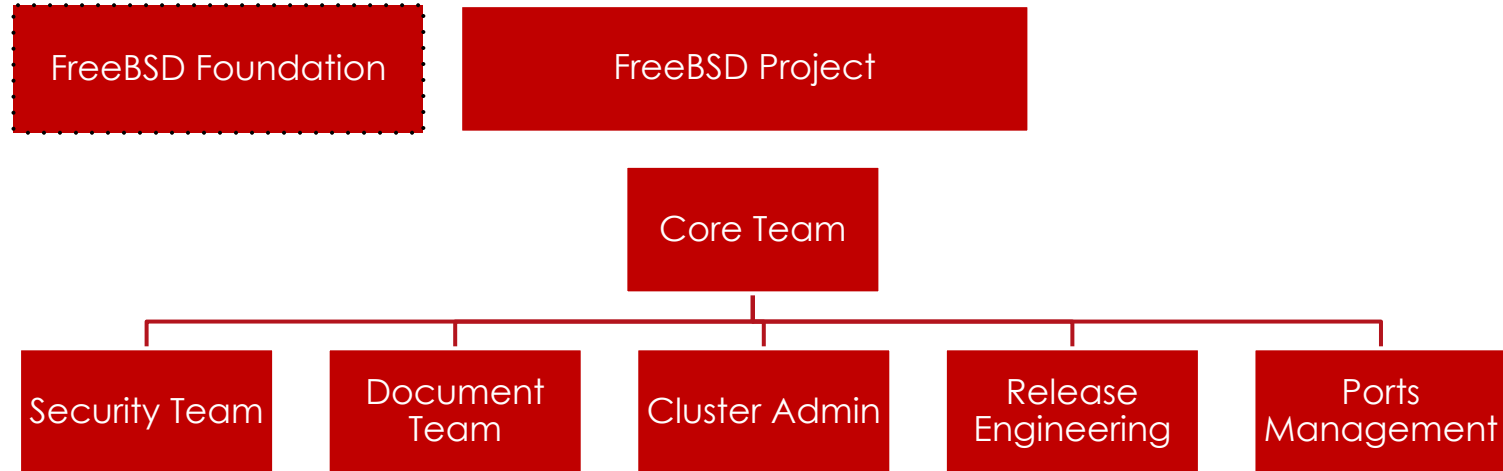 FreeBSD Foundation
FreeBSD Project
Core Team
Security Team
Document
Team
Cluster Admin
Release
Engineering
Ports
Management